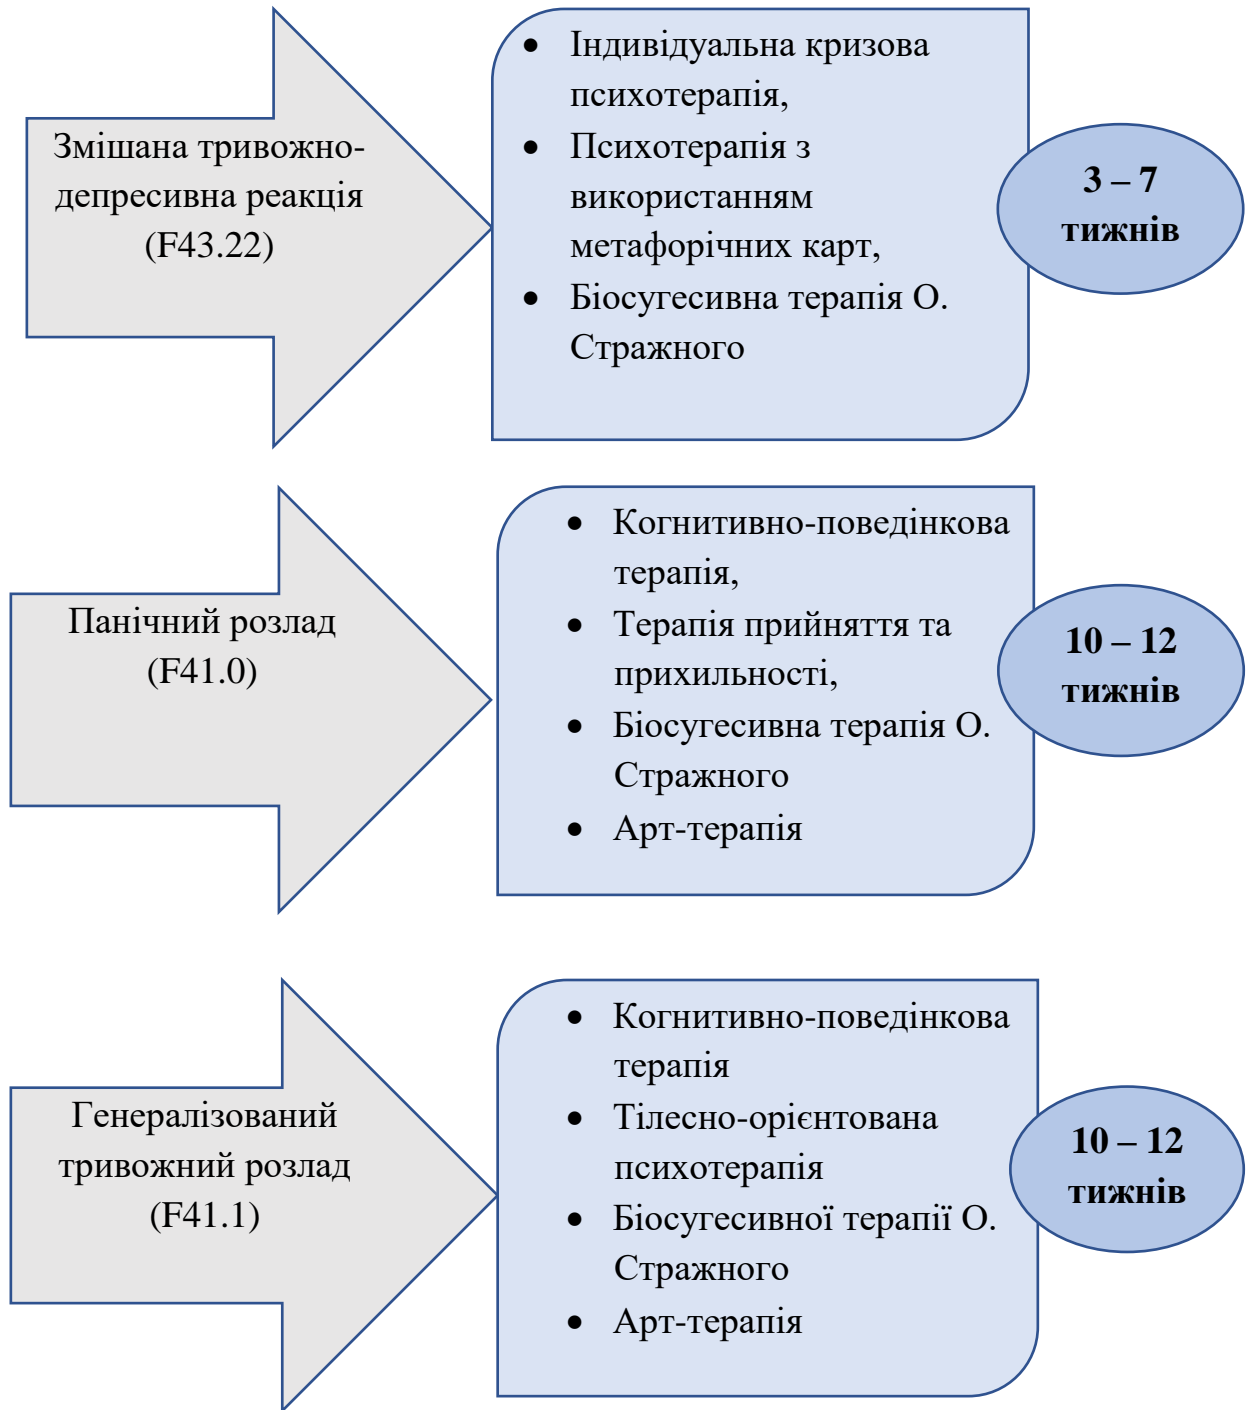 Змішана тривожно-
депресивна реакція
(F43.22)
• Індивідуальна кризова
психотерапія,
• Психотерапія з
використанням
метафорічних карт,
• Біосугесивна терапія О.
Стражного
3 – 7
тижнів
Панічний розлад
(F41.0)
• Когнитивно-поведінкова
терапія,
• Терапія прийняття та
прихильності,
• Біосугесивна терапія О.
Стражного
• Арт-терапія
10 – 12
тижнів
Генералізований
тривожний розлад
(F41.1)
• Когнитивно-поведінкова
терапія
• Тілесно-орієнтована
психотерапія
• Біосугесивної терапії О.
Стражного
• Арт-терапія
10 – 12
тижнів